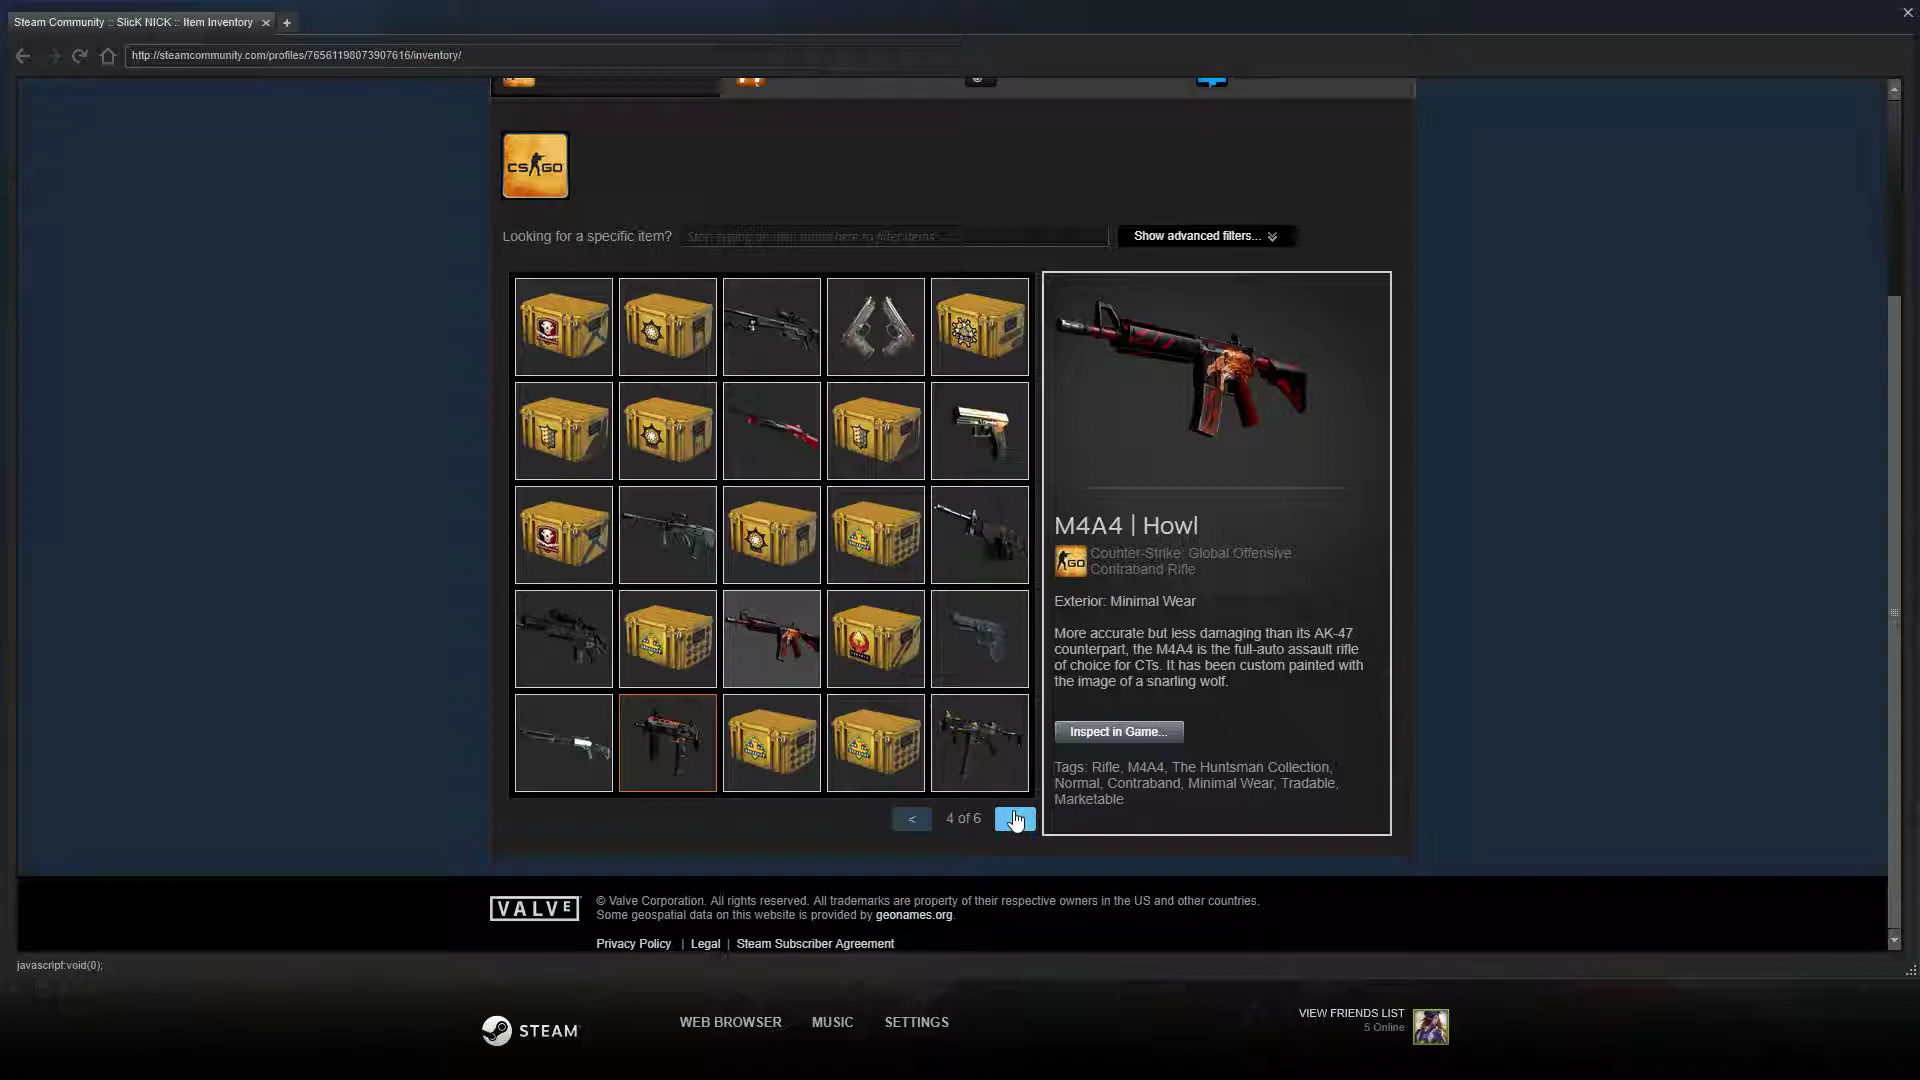 Steam Community :: SlicK NICK :: Item Inventory
http://steamcommunity.com/profiles/76561198073907616/inventory/
CS GO
Looking for a specific item?
here to filter items
Show advanced filters...
M4A4 | Howl
GO
Counter-Strike: Global Offensive
Contraband Rifle
Exterior: Minimal Wear
More accurate but less damaging than its AK-47
counterpart, the M4A4 is the full-auto assault rifle
of choice for CTs. It has been custom painted with
the image of a snarling wolf.
Inspect in Game...
Tags: Rifle, M4A4, The Huntsman Collection,
Normal, Contraband, Minimal Wear, Tradable,
Marketable
< 4 of 6
VALVE
© Valve Corporation. All rights reserved. All trademarks are property of their respective owners in the US and other countries.
Some geospatial data on this website is provided by geonames.org.
Privacy Policy | Legal | Steam Subscriber Agreement
javascript:void(0);
STEAM
WEB BROWSER MUSIC SETTINGS
VIEW FRIENDS LIST
5 Online